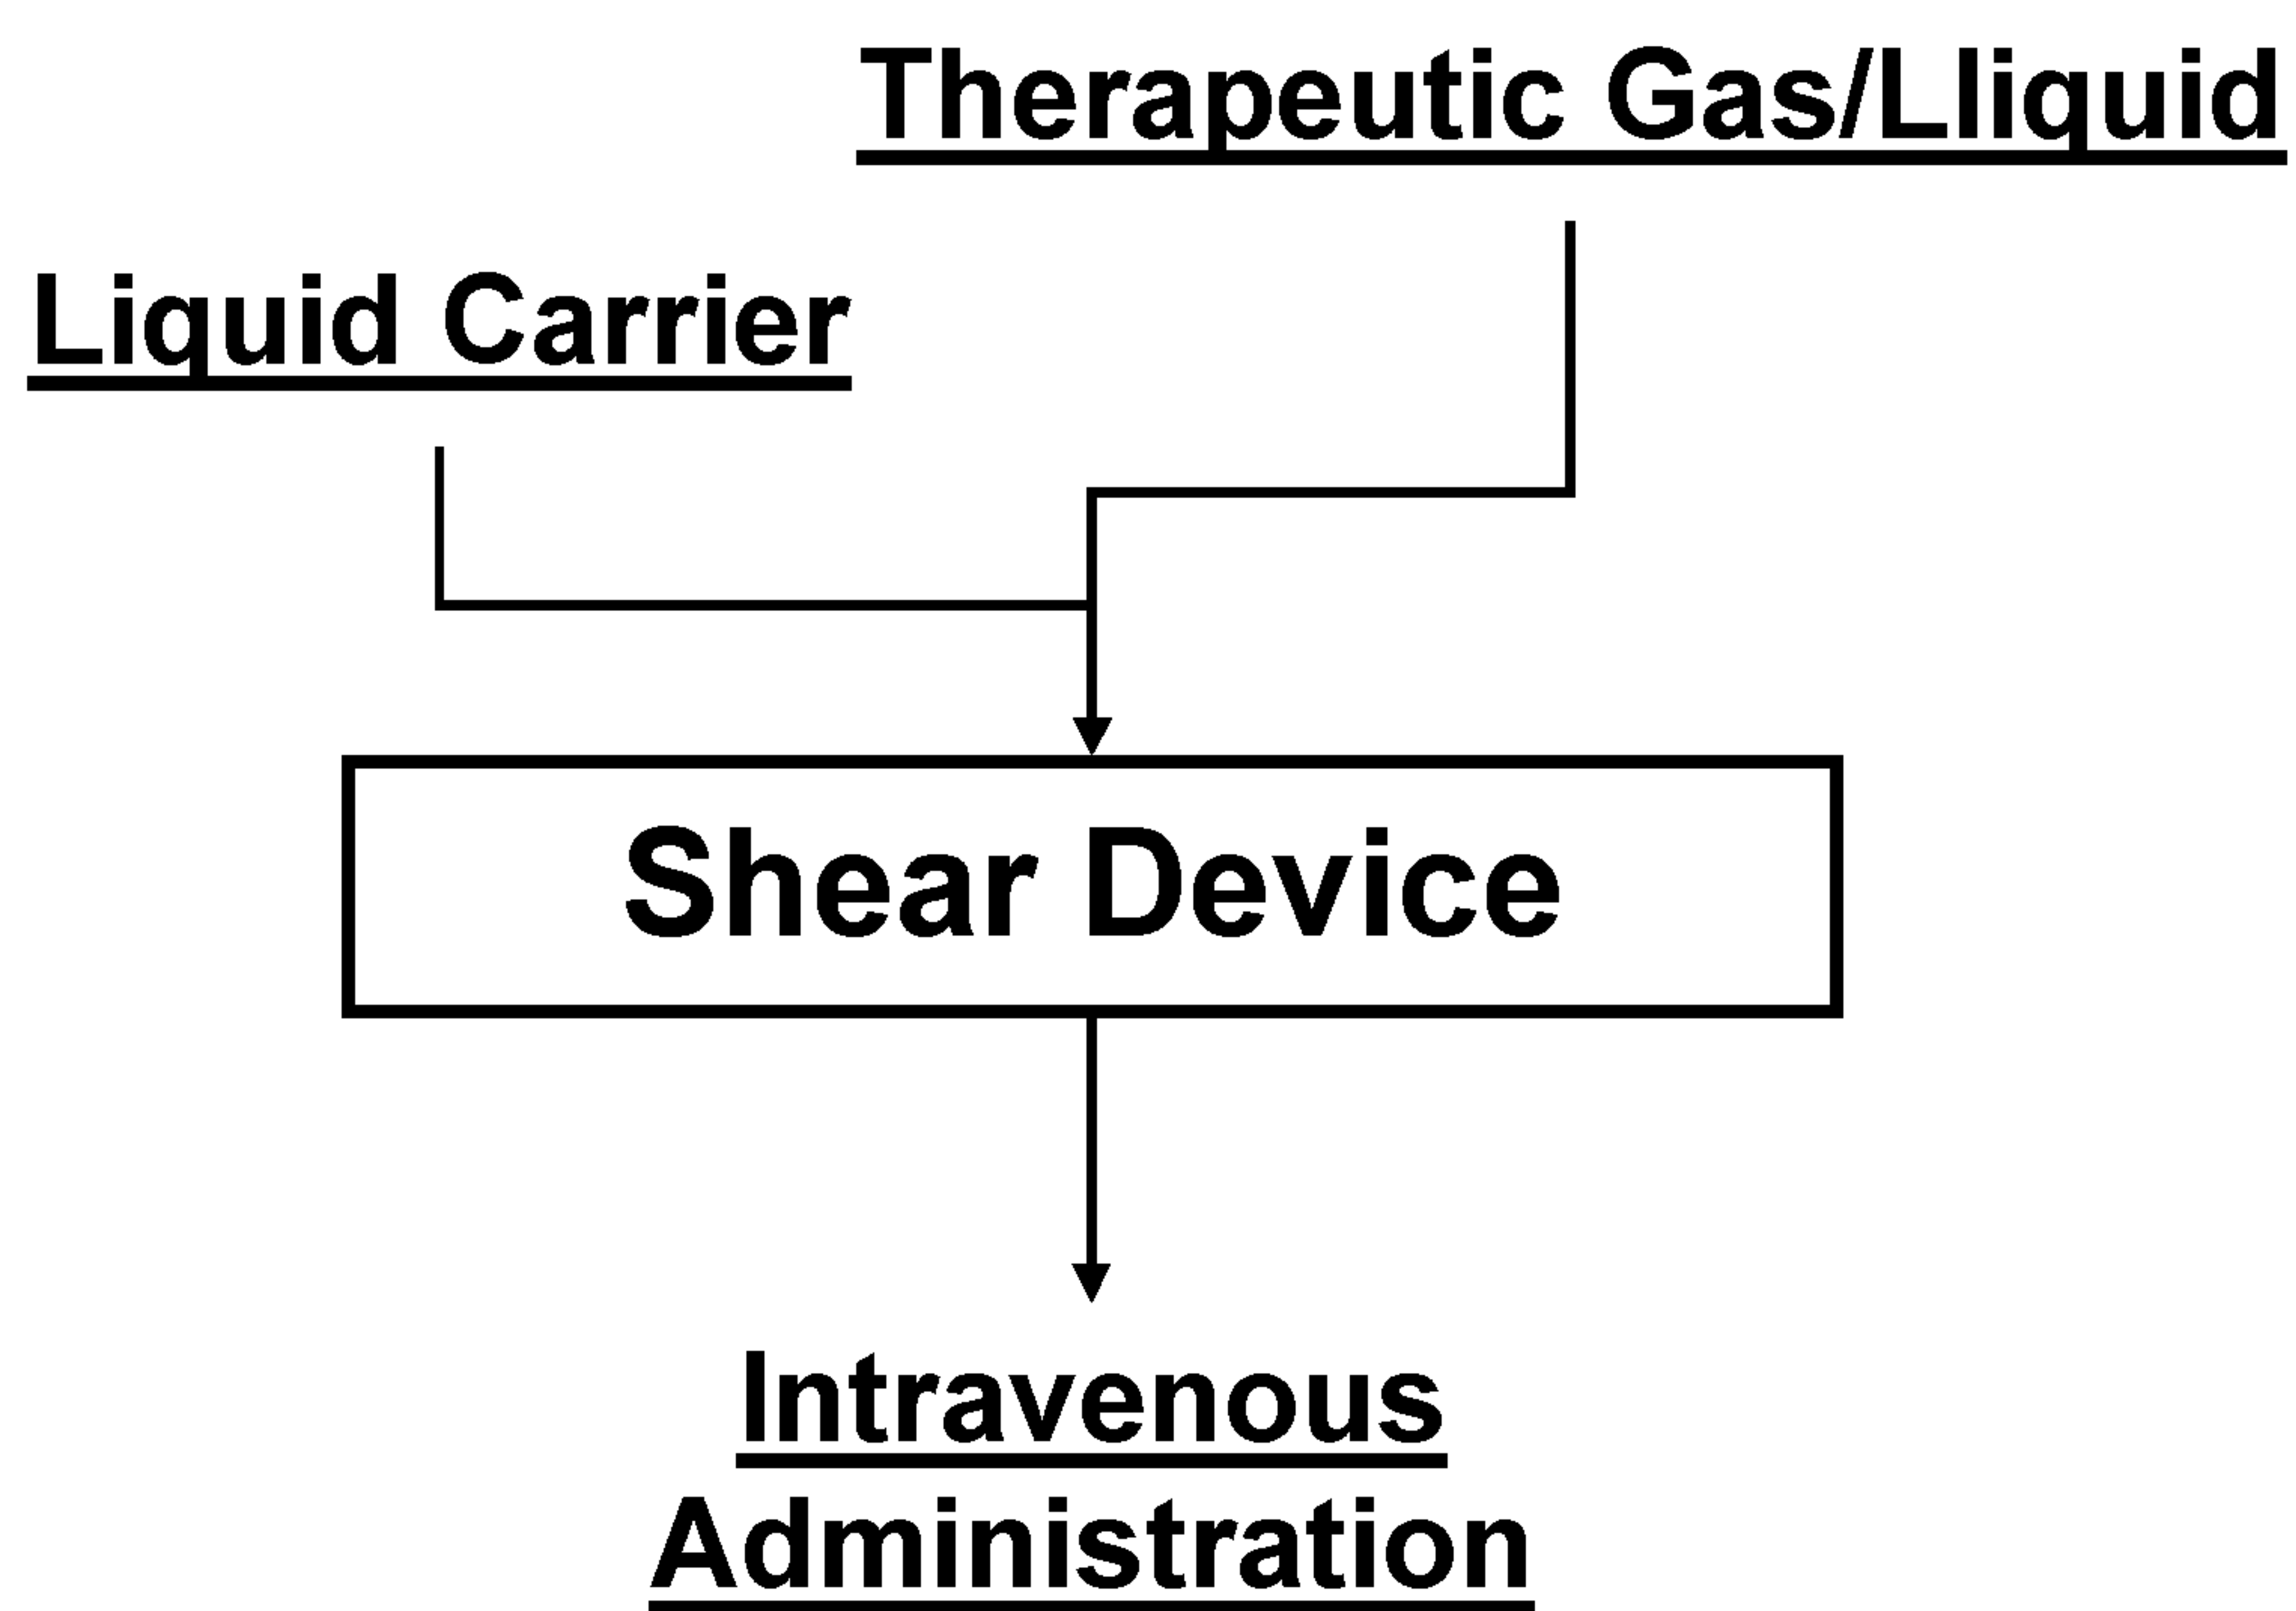 Therapeutic Gas/Lliquid
Liquid Carrier
Shear Device
Intravenous
Administration